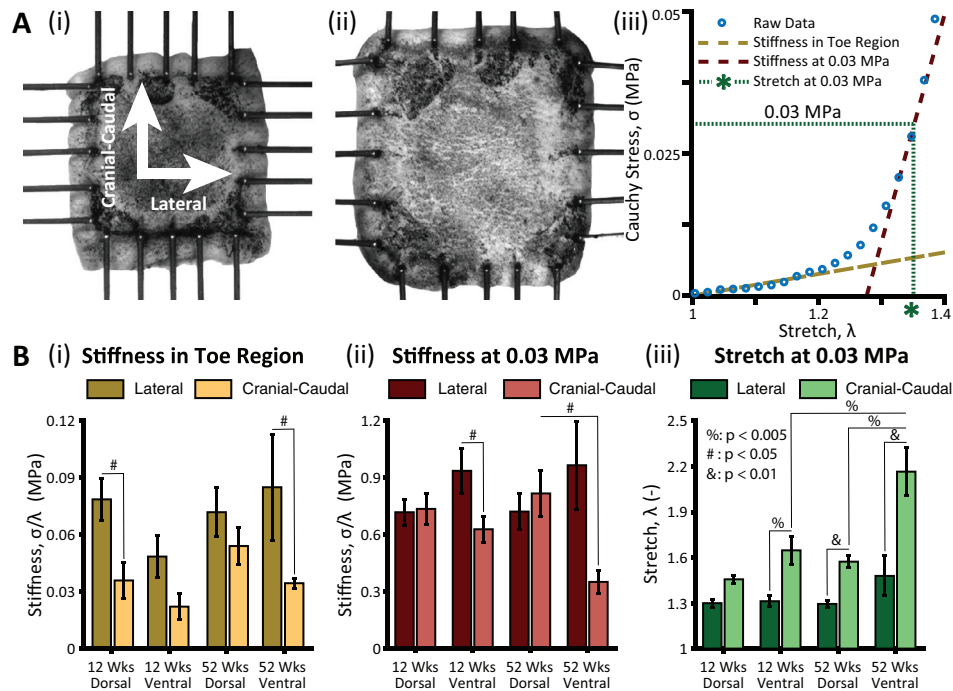 A
(i)
Cranial-Caudal
Lateral
(ii)
(iii)
Cauchy Stress, σ (MPa)
0.05
0.025
0
Raw Data
Stiffness in Toe Region
Stiffness at 0.03 MPa
Stretch at 0.03 MPa
0.03 MPa
1 1.2 1.4
Stretch, λ
B
(i) Stiffness in Toe Region
Lateral Cranial-Caudal
Stiffness, σ/λ (MPa)
0.12
0.09
0.06
0.03
0
#
#
12 Wks 12 Wks 52 Wks 52 Wks
Dorsal Ventral Dorsal Ventral
(ii) Stiffness at 0.03 MPa
Lateral Cranial-Caudal
Stiffness, σ/λ (MPa)
1.2
0.9
0.6
0.3
0
#
#
12 Wks 12 Wks 52 Wks 52 Wks
Dorsal Ventral Dorsal Ventral
(iii) Stretch at 0.03 MPa
Lateral Cranial-Caudal
Stretch, λ (-)
2.5
2.2
1.9
1.6
1.3
1
%: p < 0.005
# : p < 0.05
&: p < 0.01
%
%
&
%
&
12 Wks 12 Wks 52 Wks 52 Wks
Dorsal Ventral Dorsal Ventral